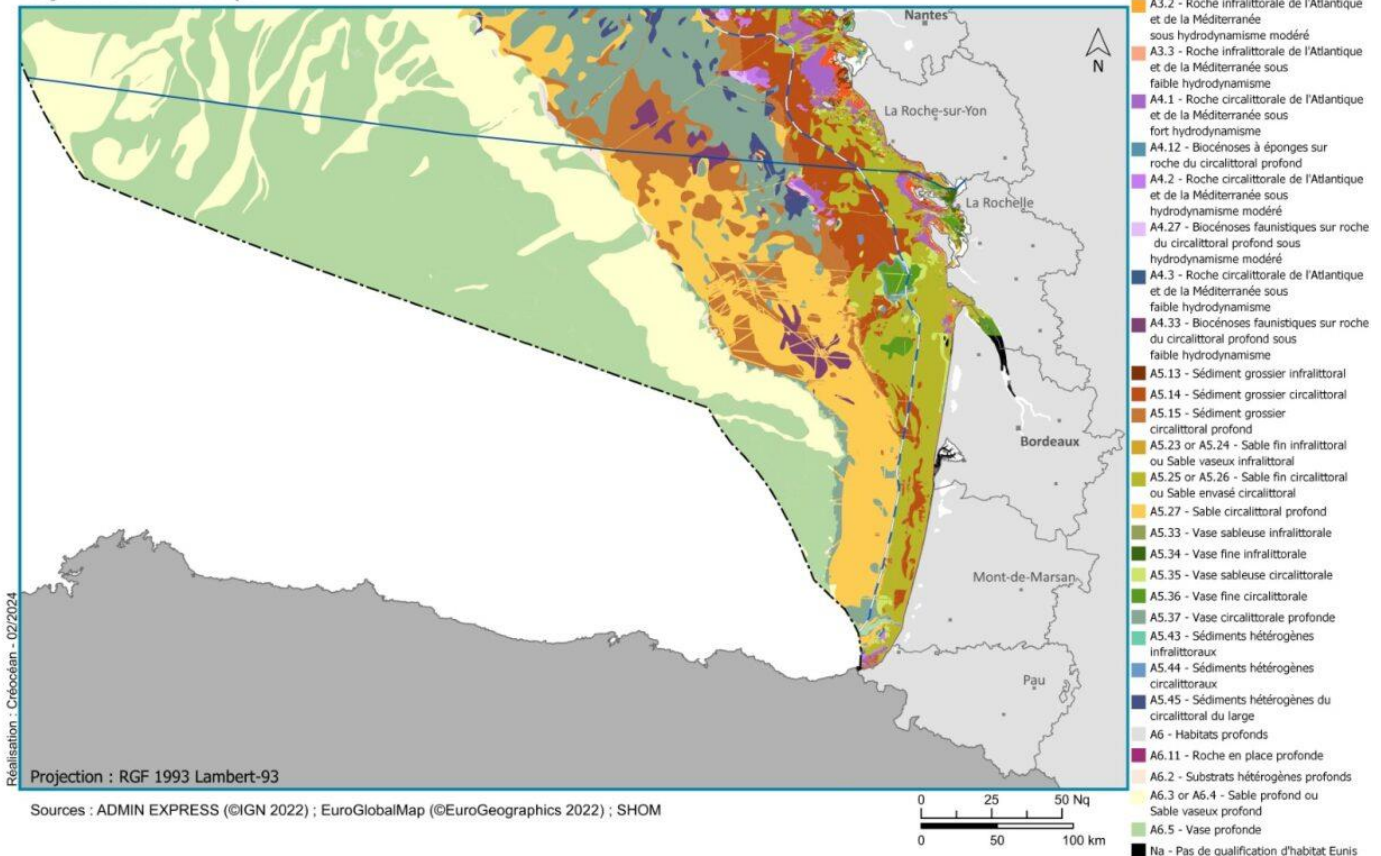 Nantes
N
La Roche-sur-Yon
La Rochelle
Bordeaux
Mont-de-Marsan
Pau
Réalisation : Créocéan - 02/2024
Projection : RGF 1993 Lambert-93
Sources : ADMIN EXPRESS (©IGN 2022) ; EuroGlobalMap (©EuroGeographics 2022) ; SHOM
0 25 50 Nq
0 50 100 km
A3.2 - Roche infralittorale de l'Atlantique
et de la Méditerranée
sous hydrodynamisme modéré
A3.3 - Roche infralittorale de l'Atlantique
et de la Méditerranée sous
faible hydrodynamisme
A4.1 - Roche circalittorale de l'Atlantique
et de la Méditerranée sous
fort hydrodynamisme
A4.12 - Biocénoses à éponges sur
roche du circalittoral profond
A4.2 - Roche circalittorale de l'Atlantique
et de la Méditerranée sous
hydrodynamisme modéré
A4.27 - Biocénoses faunistiques sur roche
du circalittoral profond sous
hydrodynamisme modéré
A4.3 - Roche circalittorale de l'Atlantique
et de la Méditerranée sous
faible hydrodynamisme
A4.33 - Biocénoses faunistiques sur roche
du circalittoral profond sous
faible hydrodynamisme
A5.13 - Sédiment grossier infralittoral
A5.14 - Sédiment grossier circalittoral
A5.15 - Sédiment grossier
circalittoral profond
A5.23 or A5.24 - Sable fin infralittoral
ou Sable vaseux infralittoral
A5.25 or A5.26 - Sable fin circalittoral
ou Sable envasé circalittoral
A5.27 - Sable circalittoral profond
A5.33 - Vase sableuse infralittorale
A5.34 - Vase fine infralittorale
A5.35 - Vase sableuse circalittorale
A5.36 - Vase fine circalittorale
A5.37 - Vase circalittorale profonde
A5.43 - Sédiments hétérogènes
infralittoraux
A5.44 - Sédiments hétérogènes
circalittoraux
A5.45 - Sédiments hétérogènes du
circalittoral du large
A6 - Habitats profonds
A6.11 - Roche en place profonde
A6.2 - Substrats hétérogènes profonds
A6.3 or A6.4 - Sable profond ou
Sable vaseux profond
A6.5 - Vase profonde
Na - Pas de qualification d'habitat Eunis